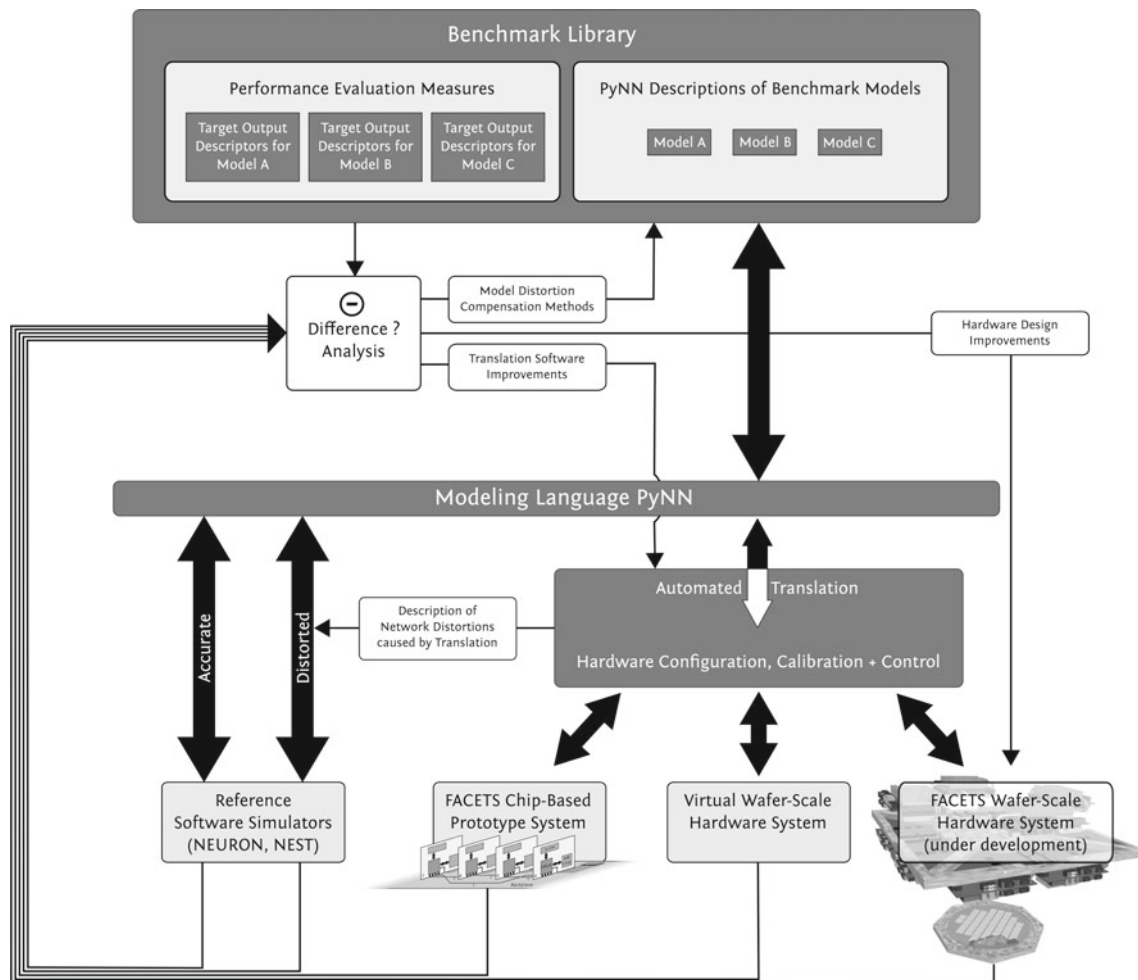 Benchmark Library
Performance Evaluation Measures
Target Output
Descriptors for
Model A
Target Output
Descriptors for
Model B
Target Output
Descriptors for
Model C
PyNN Descriptions of Benchmark Models
Model A
Model B
Model C
Difference ?
Analysis
Model Distortion
Compensation Methods
Translation Software
Improvements
Hardware Design
Improvements
Modeling Language PyNN
Accurate
Distorted
Description of
Network Distortions
caused by Translation
Automated Translation
Hardware Configuration, Calibration + Control
Reference
Software Simulators
(NEURON, NEST)
FACETS Chip-Based
Prototype System
Backplane
Virtual Wafer-Scale
Hardware System
FACETS Wafer-Scale
Hardware System
(under development)